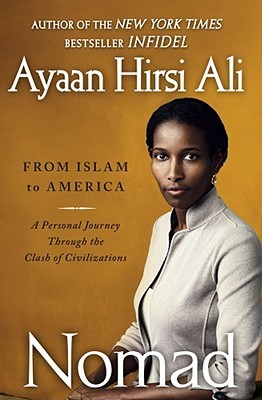 AUTHOR OF THE NEW YORK TIMES
BESTSELLER INFIDEL
Ayaan Hirsi Ali
FROM ISLAM
to AMERICA
A Personal Journey
Through the
Clash of Civilizations
Nomad